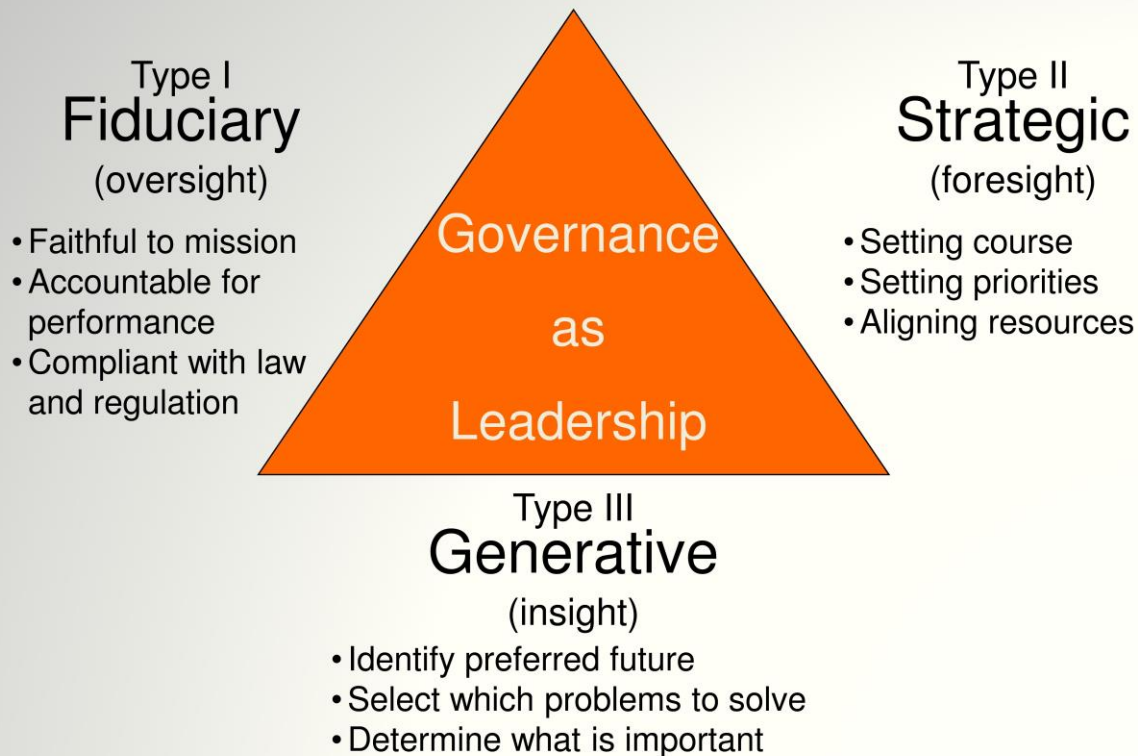 Type I
Fiduciary
(oversight)
• Faithful to mission
• Accountable for
performance
• Compliant with law
and regulation
Governance
as
Leadership
Type II
Strategic
(foresight)
• Setting course
• Setting priorities
• Aligning resources
Type III
Generative
(insight)
• Identify preferred future
• Select which problems to solve
• Determine what is important